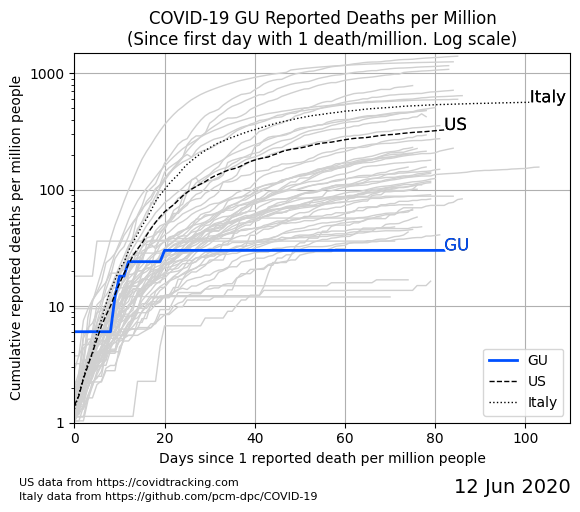 COVID-19 GU Reported Deaths per Million
(Since first day with 1 death/million. Log scale)
Cumulative reported deaths per million people
1000
100
10
1
Italy
US
GU
GU
US
Italy
0 20 40 60 80 100
Days since 1 reported death per million people
US data from https://covidtracking.com
Italy data from https://github.com/pcm-dpc/COVID-19
12 Jun 2020